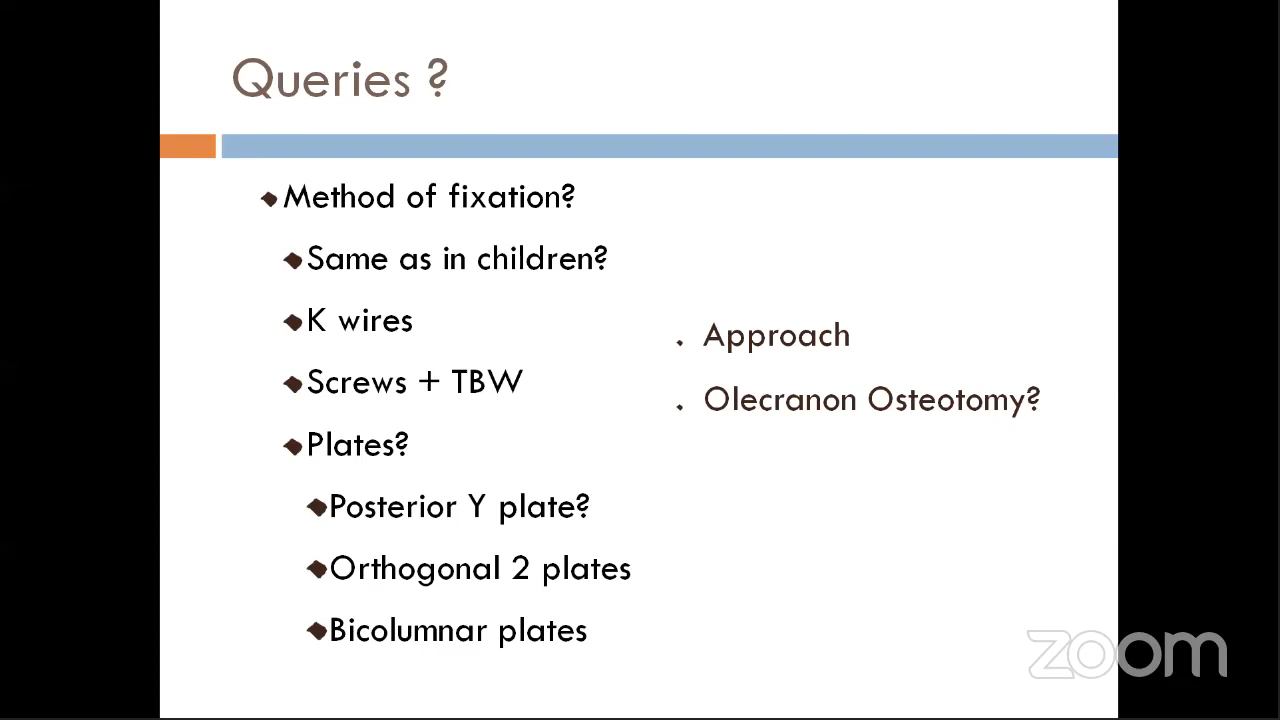 Queries ?
Method of fixation?
Same as in children?
K wires
Screws + TBW
Plates?
Posterior Y plate?
Orthogonal 2 plates
Bicolumnar plates
Approach
Olecranon Osteotomy?
zoom